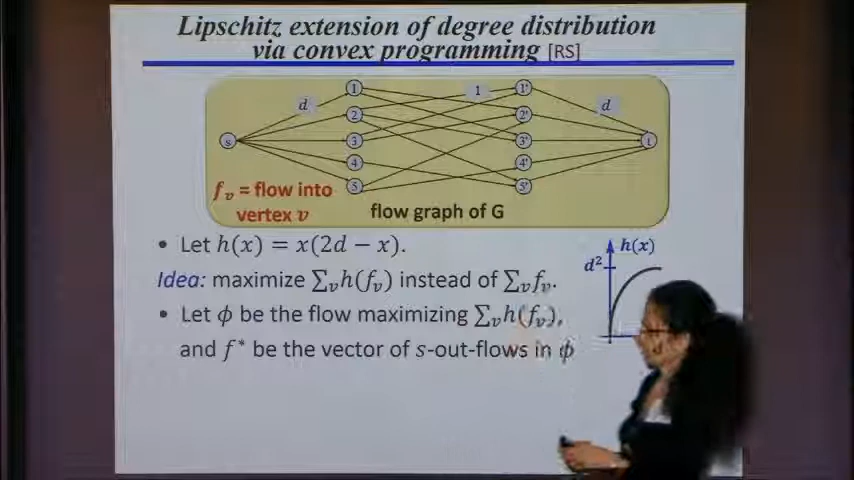 Lipschitz extension of degree distribution
via convex programming [RS]
d 1 d
s 1 2 3 4 5 1' 2' 3' 4' 5' t
f_v = flow into
vertex v
flow graph of G
• Let h(x) = x(2d − x).
Idea: maximize ∑_v h(f_v) instead of ∑_v f_v.
• Let ϕ be the flow maximizing ∑_v h(f_v),
and f* be the vector of s-out-flows in ϕ
h(x)
d²